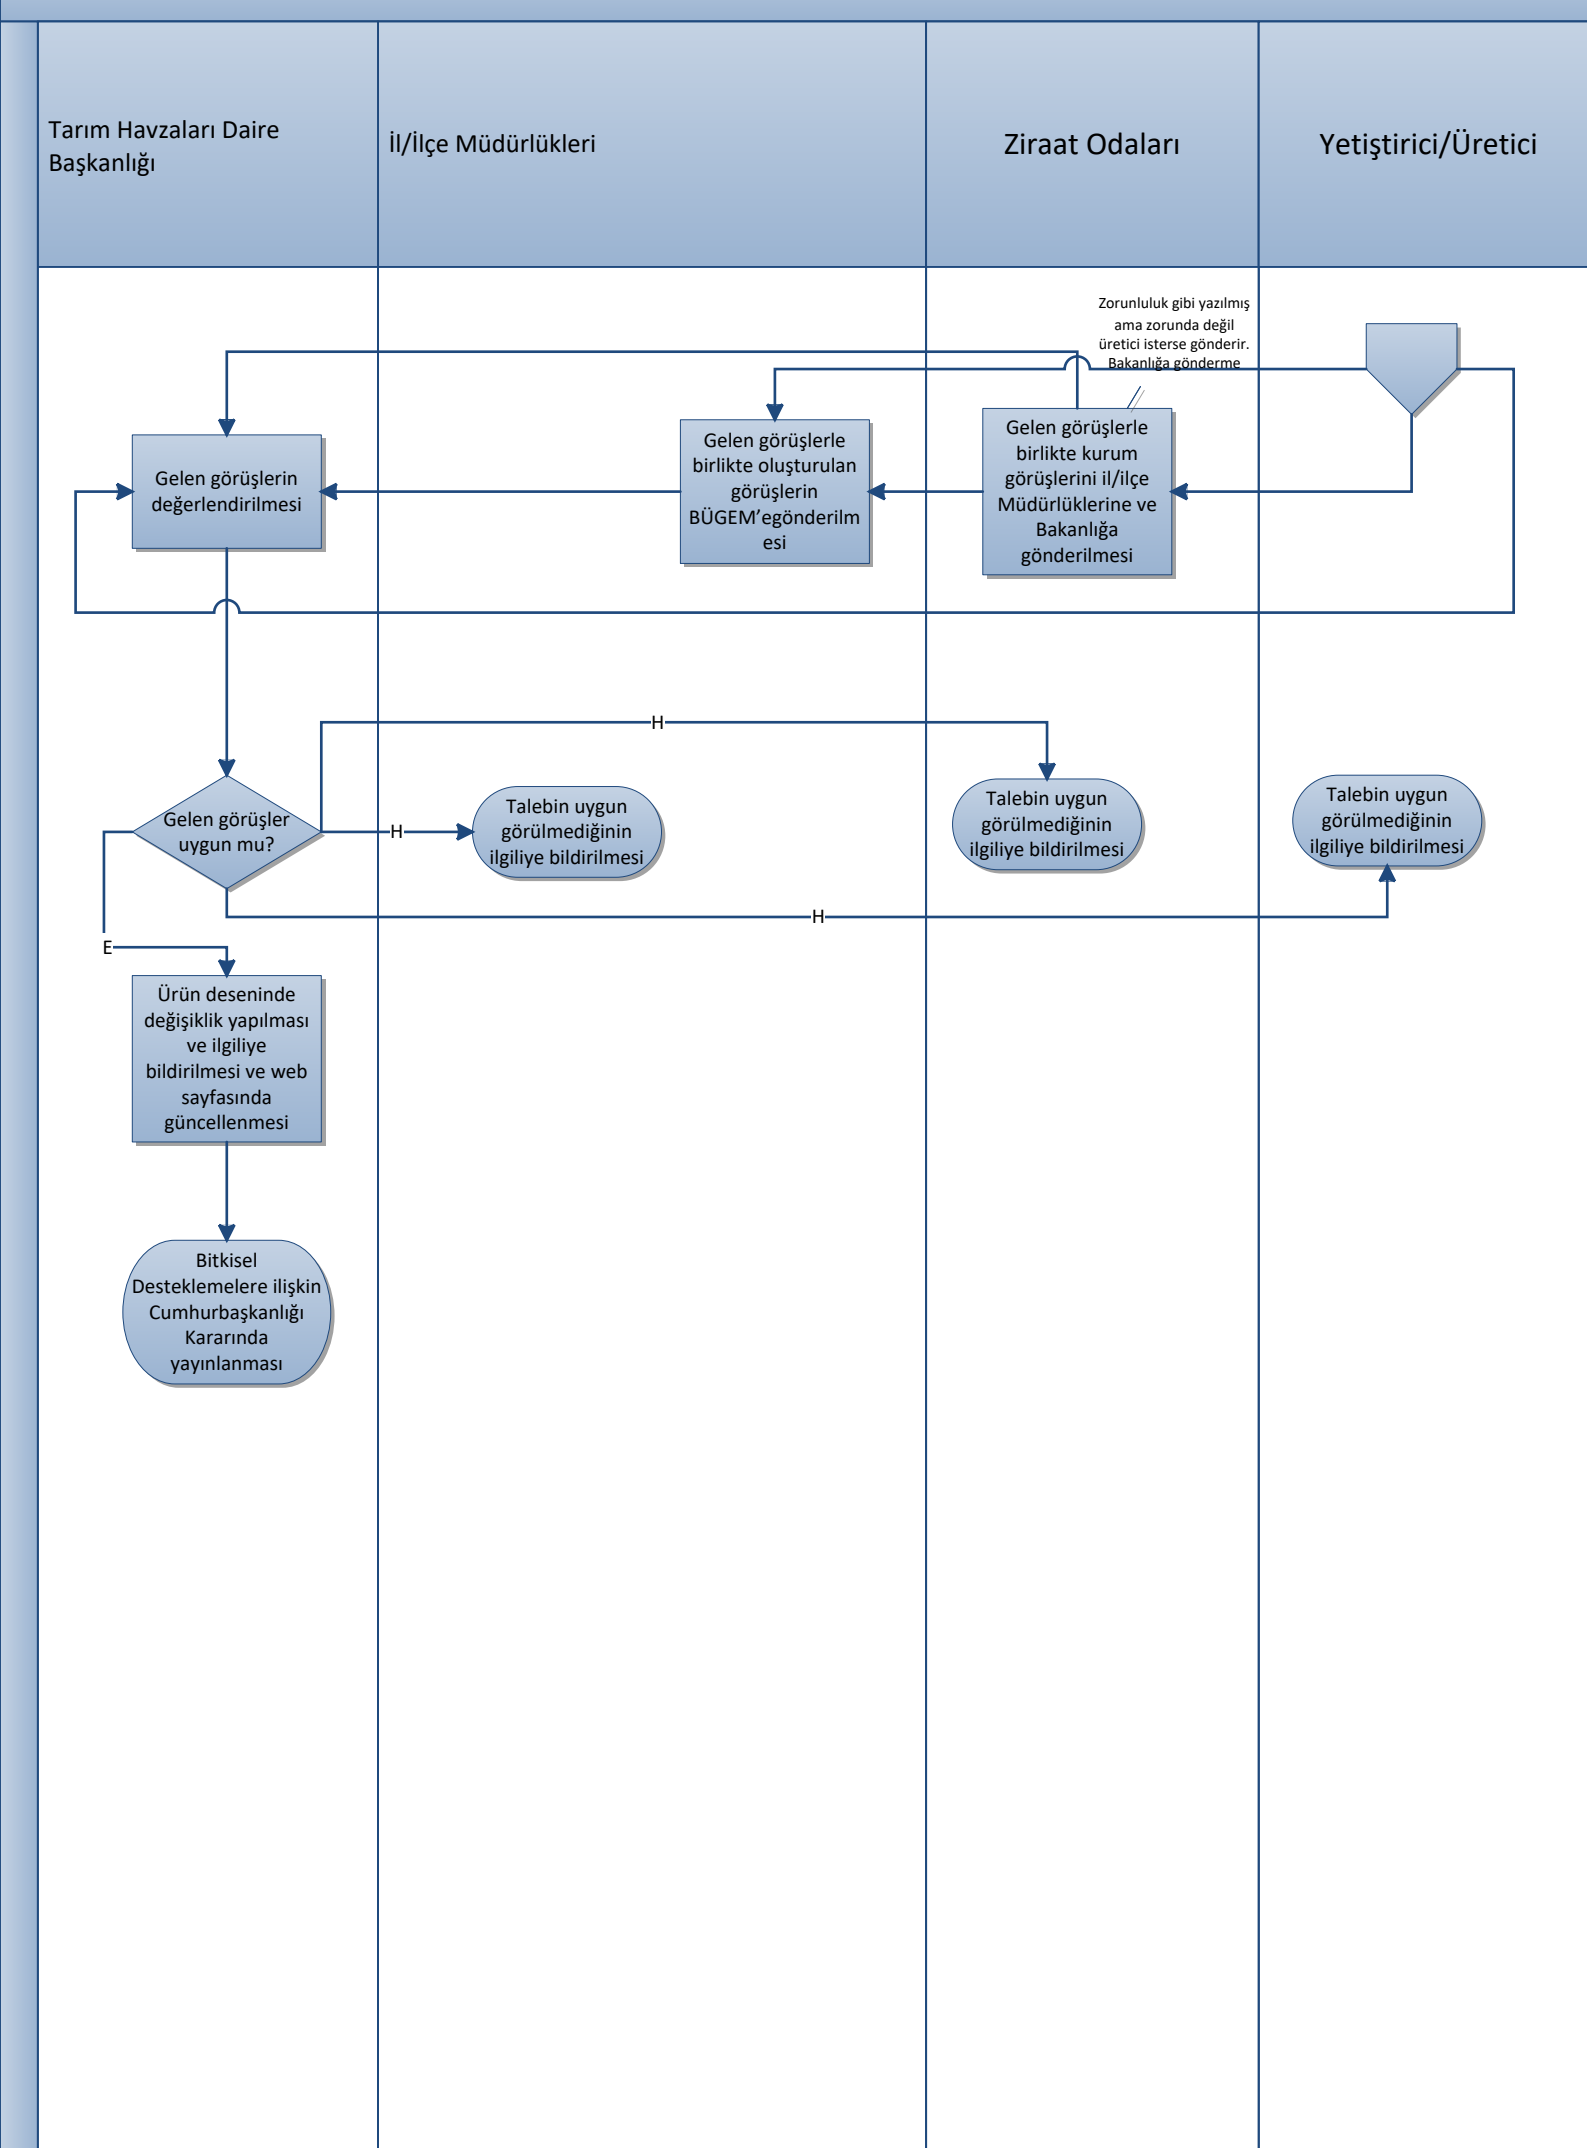 Tarım Havzaları Daire
Başkanlığı
İl/İlçe Müdürlükleri
Ziraat Odaları
Yetiştirici/Üretici
Zorunluluk gibi yazılmış
ama zorunda değil
üretici isterse gönderir.
Bakanlığa gönderme
Gelen görüşlerin
değerlendirilmesi
Gelen görüşlerle
birlikte oluşturulan
görüşlerin
BÜGEM’egönderilm
esi
Gelen görüşlerle
birlikte kurum
görüşlerini il/ilçe
Müdürlüklerine ve
Bakanlığa
gönderilmesi
H
Gelen görüşler
uygun mu?
H
Talebin uygun
görülmediğinin
ilgiliye bildirilmesi
Talebin uygun
görülmediğinin
ilgiliye bildirilmesi
Talebin uygun
görülmediğinin
ilgiliye bildirilmesi
H
E
Ürün deseninde
değişiklik yapılması
ve ilgiliye
bildirilmesi ve web
sayfasında
güncellenmesi
Bitkisel
Desteklemelere ilişkin
Cumhurbaşkanlığı
Kararında
yayınlanması